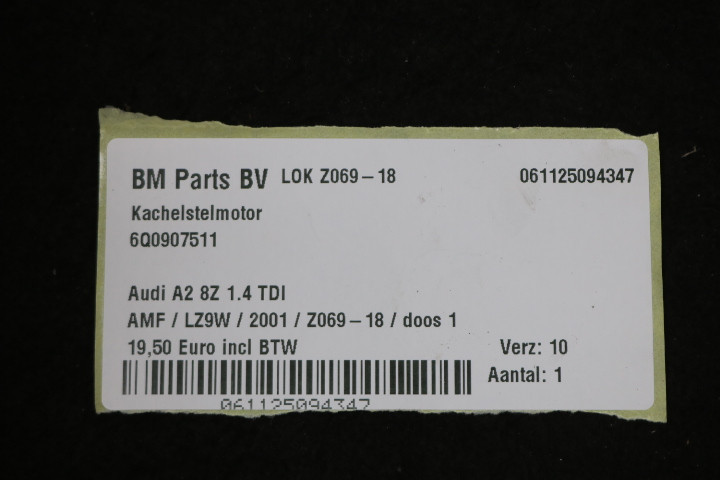 BM Parts BV LOK Z069-18 061125094347
Kachelstelmotor
6Q0907511
Audi A2 8Z 1.4 TDI
AMF / LZ9W / 2001 / Z069-18 / doos 1
19,50 Euro incl BTW Verz: 10
Aantal: 1
061125094347